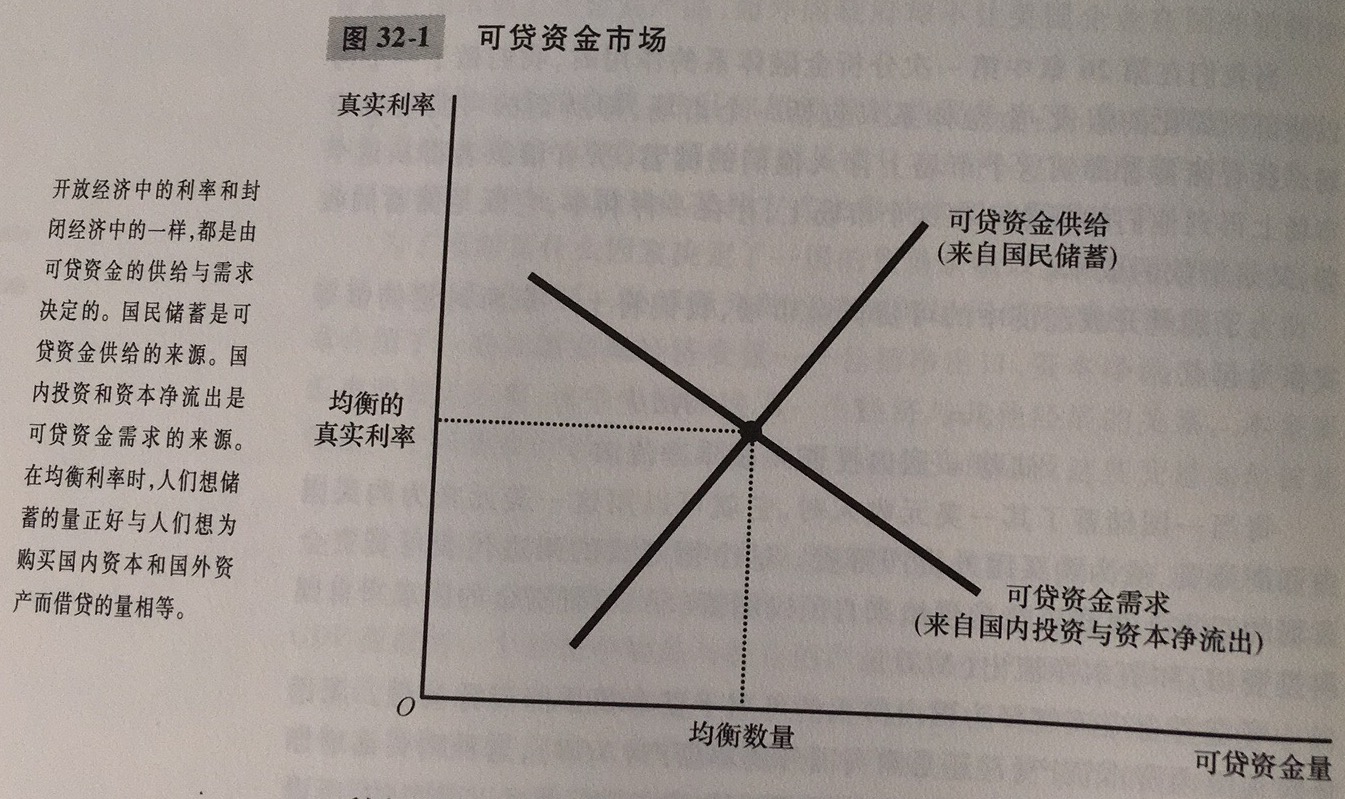 图 32-1 可贷资金市场
真实利率
开放经济中的利率和封
闭经济中的一样,都是由
可贷资金的供给与需求
决定的。国民储蓄是可
贷资金供给的来源。国
内投资和资本净流出是
可贷资金需求的来源。
在均衡利率时,人们想储
蓄的量正好与人们想为
购买国内资本和国外资
产而借贷的量相等。
可贷资金供给
(来自国民储蓄)
均衡的
真实利率
可贷资金需求
(来自国内投资与资本净流出)
O
均衡数量
可贷资金量